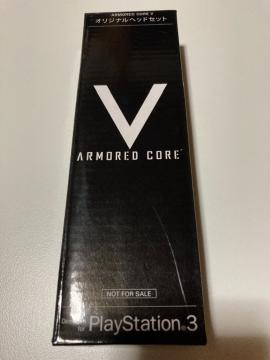 ARMORED CORE V
オリジナルヘッドセット
V
ARMORED CORE
NOT FOR SALE
for PlayStation 3